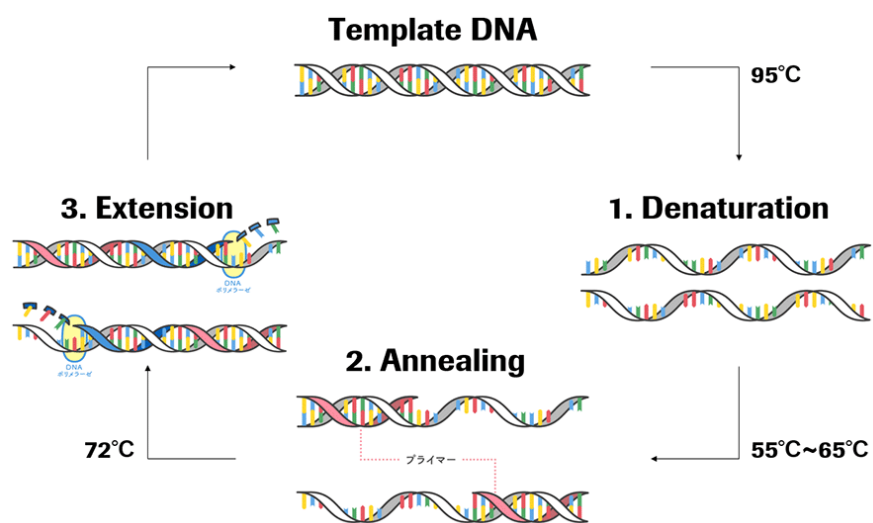 Template DNA
95°C
1. Denaturation
55°C~65°C
2. Annealing
プライマー
72°C
3. Extension
DNA
ポリメラーゼ
DNA
ポリメラーゼ